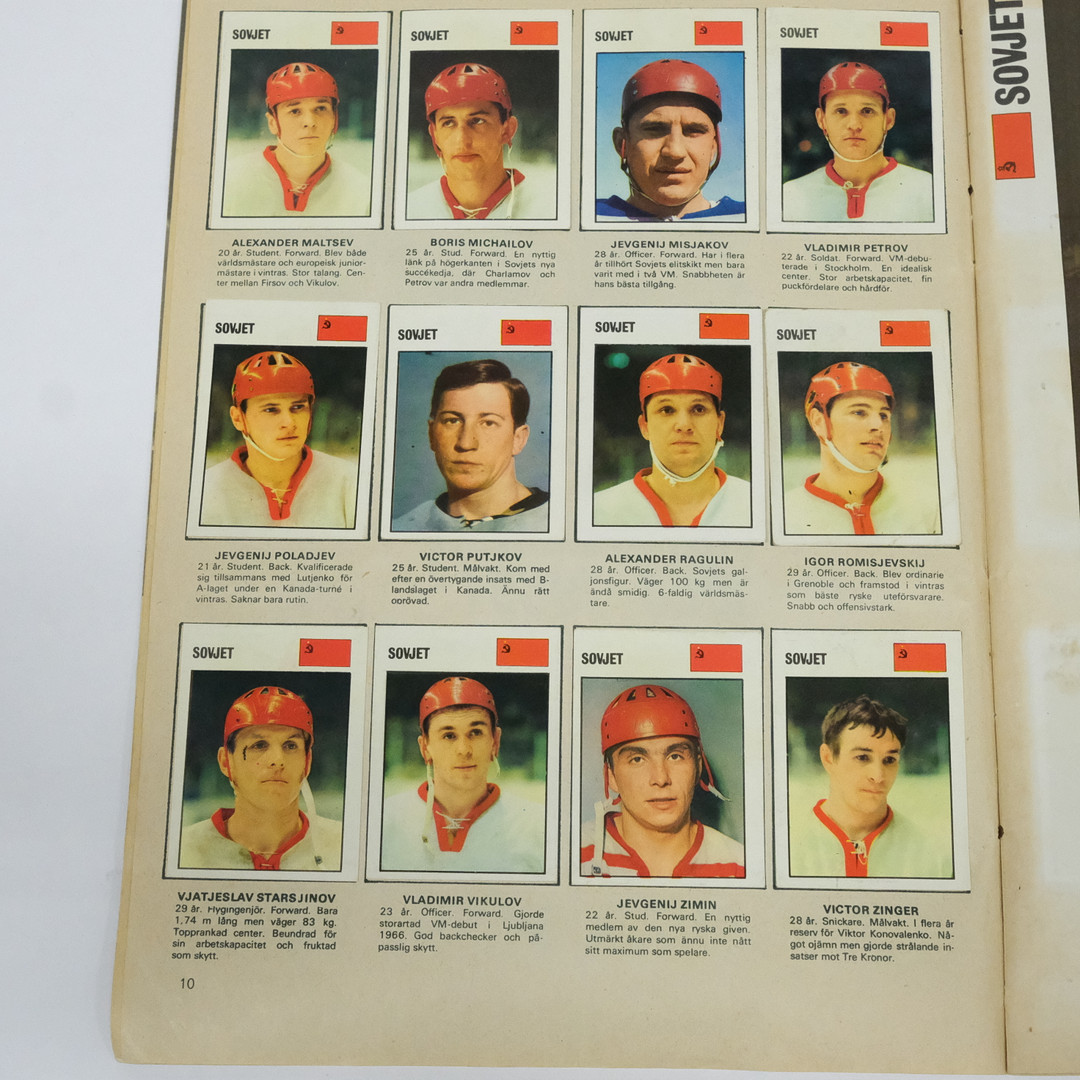 SOVJET
SOVJET
SOVJET
SOVJET
ALEXANDER MALTSEV
20 år. Student. Forward. Blev både
världsmästare och europeisk junior-
mästare i vintras. Stor talang. Cen-
ter mellan Firsov och Vikulov.
BORIS MICHAILOV
25 år. Stud. Forward. En nyttig
länk på högerkanten i Sovjets nya
succékedja, där Charlamov och
Petrov var andra medlemmar.
JEVGENIJ MISJAKOV
28 år. Officer. Forward. Har i flera
år tillhört Sovjets elitskikt men bara
varit med i två VM. Snabbheten är
hans bästa tillgång.
VLADIMIR PETROV
22 år. Soldat. Forward. VM-debu-
terade i Stockholm. En idealisk
center. Stor arbetskapacitet, fin
puckfördelare och hårdför.
SOVJET
SOVJET
SOVJET
SOVJET
JEVGENIJ POLADJEV
21 år. Student. Back. Kvalificerade
sig tillsammans med Lutjenko för
A-laget under en Kanada-turné i
vintras. Saknar bara rutin.
VICTOR PUTJKOV
25 år. Student. Målvakt. Kom med
efter en övertygande insats med B-
landslaget i Kanada. Ännu rätt
oprövad.
ALEXANDER RAGULIN
28 år. Officer. Back. Sovjets gal-
jonsfigur. Väger 100 kg men är
ändå smidig. 6-faldig världsmäs-
tare.
IGOR ROMISJEVSKIJ
29 år. Officer. Back. Blev ordinarie
i Grenoble och framstod i vintras
som bäste ryske uteförsvarare.
Snabb och offensivstark.
SOVJET
SOVJET
SOVJET
SOVJET
VJATJESLAV STARSJINOV
29 år. Flygingenjör. Forward. Bara
1,74 m lång men väger 83 kg.
Topprankad center. Beundrad för
sin arbetskapacitet och fruktad
som skytt.
VLADIMIR VIKULOV
23 år. Officer. Forward. Gjorde
storartad VM-debut i Ljubljana
1966. God backchecker och på-
passlig skytt.
JEVGENIJ ZIMIN
22 år. Stud. Forward. En nyttig
medlem av den nya ryska given.
Utmärkt åkare som ännu inte nått
sitt maximum som spelare.
VICTOR ZINGER
28 år. Snickare. Målvakt. I flera år
reserv för Viktor Konovalenko. Nå-
got ojämn men gjorde strålande in-
satser mot Tre Kronor.
10
SOVJET